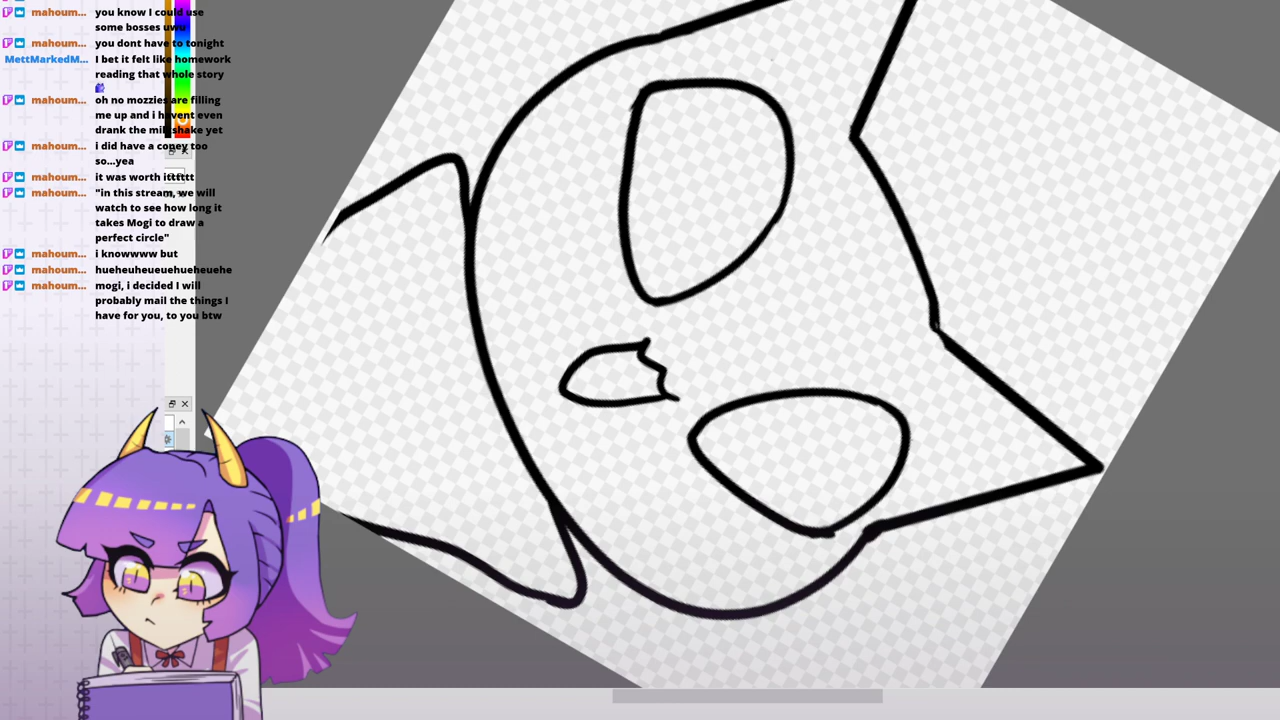 mahoum... you know I could use
some bosses uwu
mahoum... you dont have to tonight
MettMarkedM... I bet it felt like homework
reading that whole story
mahoum... oh no mozzies are filling
me up and i havent even
drank the milkshake yet
mahoum... i did have a coney too
so...yea
mahoum... it was worth itttttt
mahoum... "in this stream, we will
watch to see how long it
takes Mogi to draw a
perfect circle"
mahoum... i knowwww but
mahoum... hueheuheueuehueheuehe
mahoum... mogi, i decided I will
probably mail the things I
have for you, to you btw